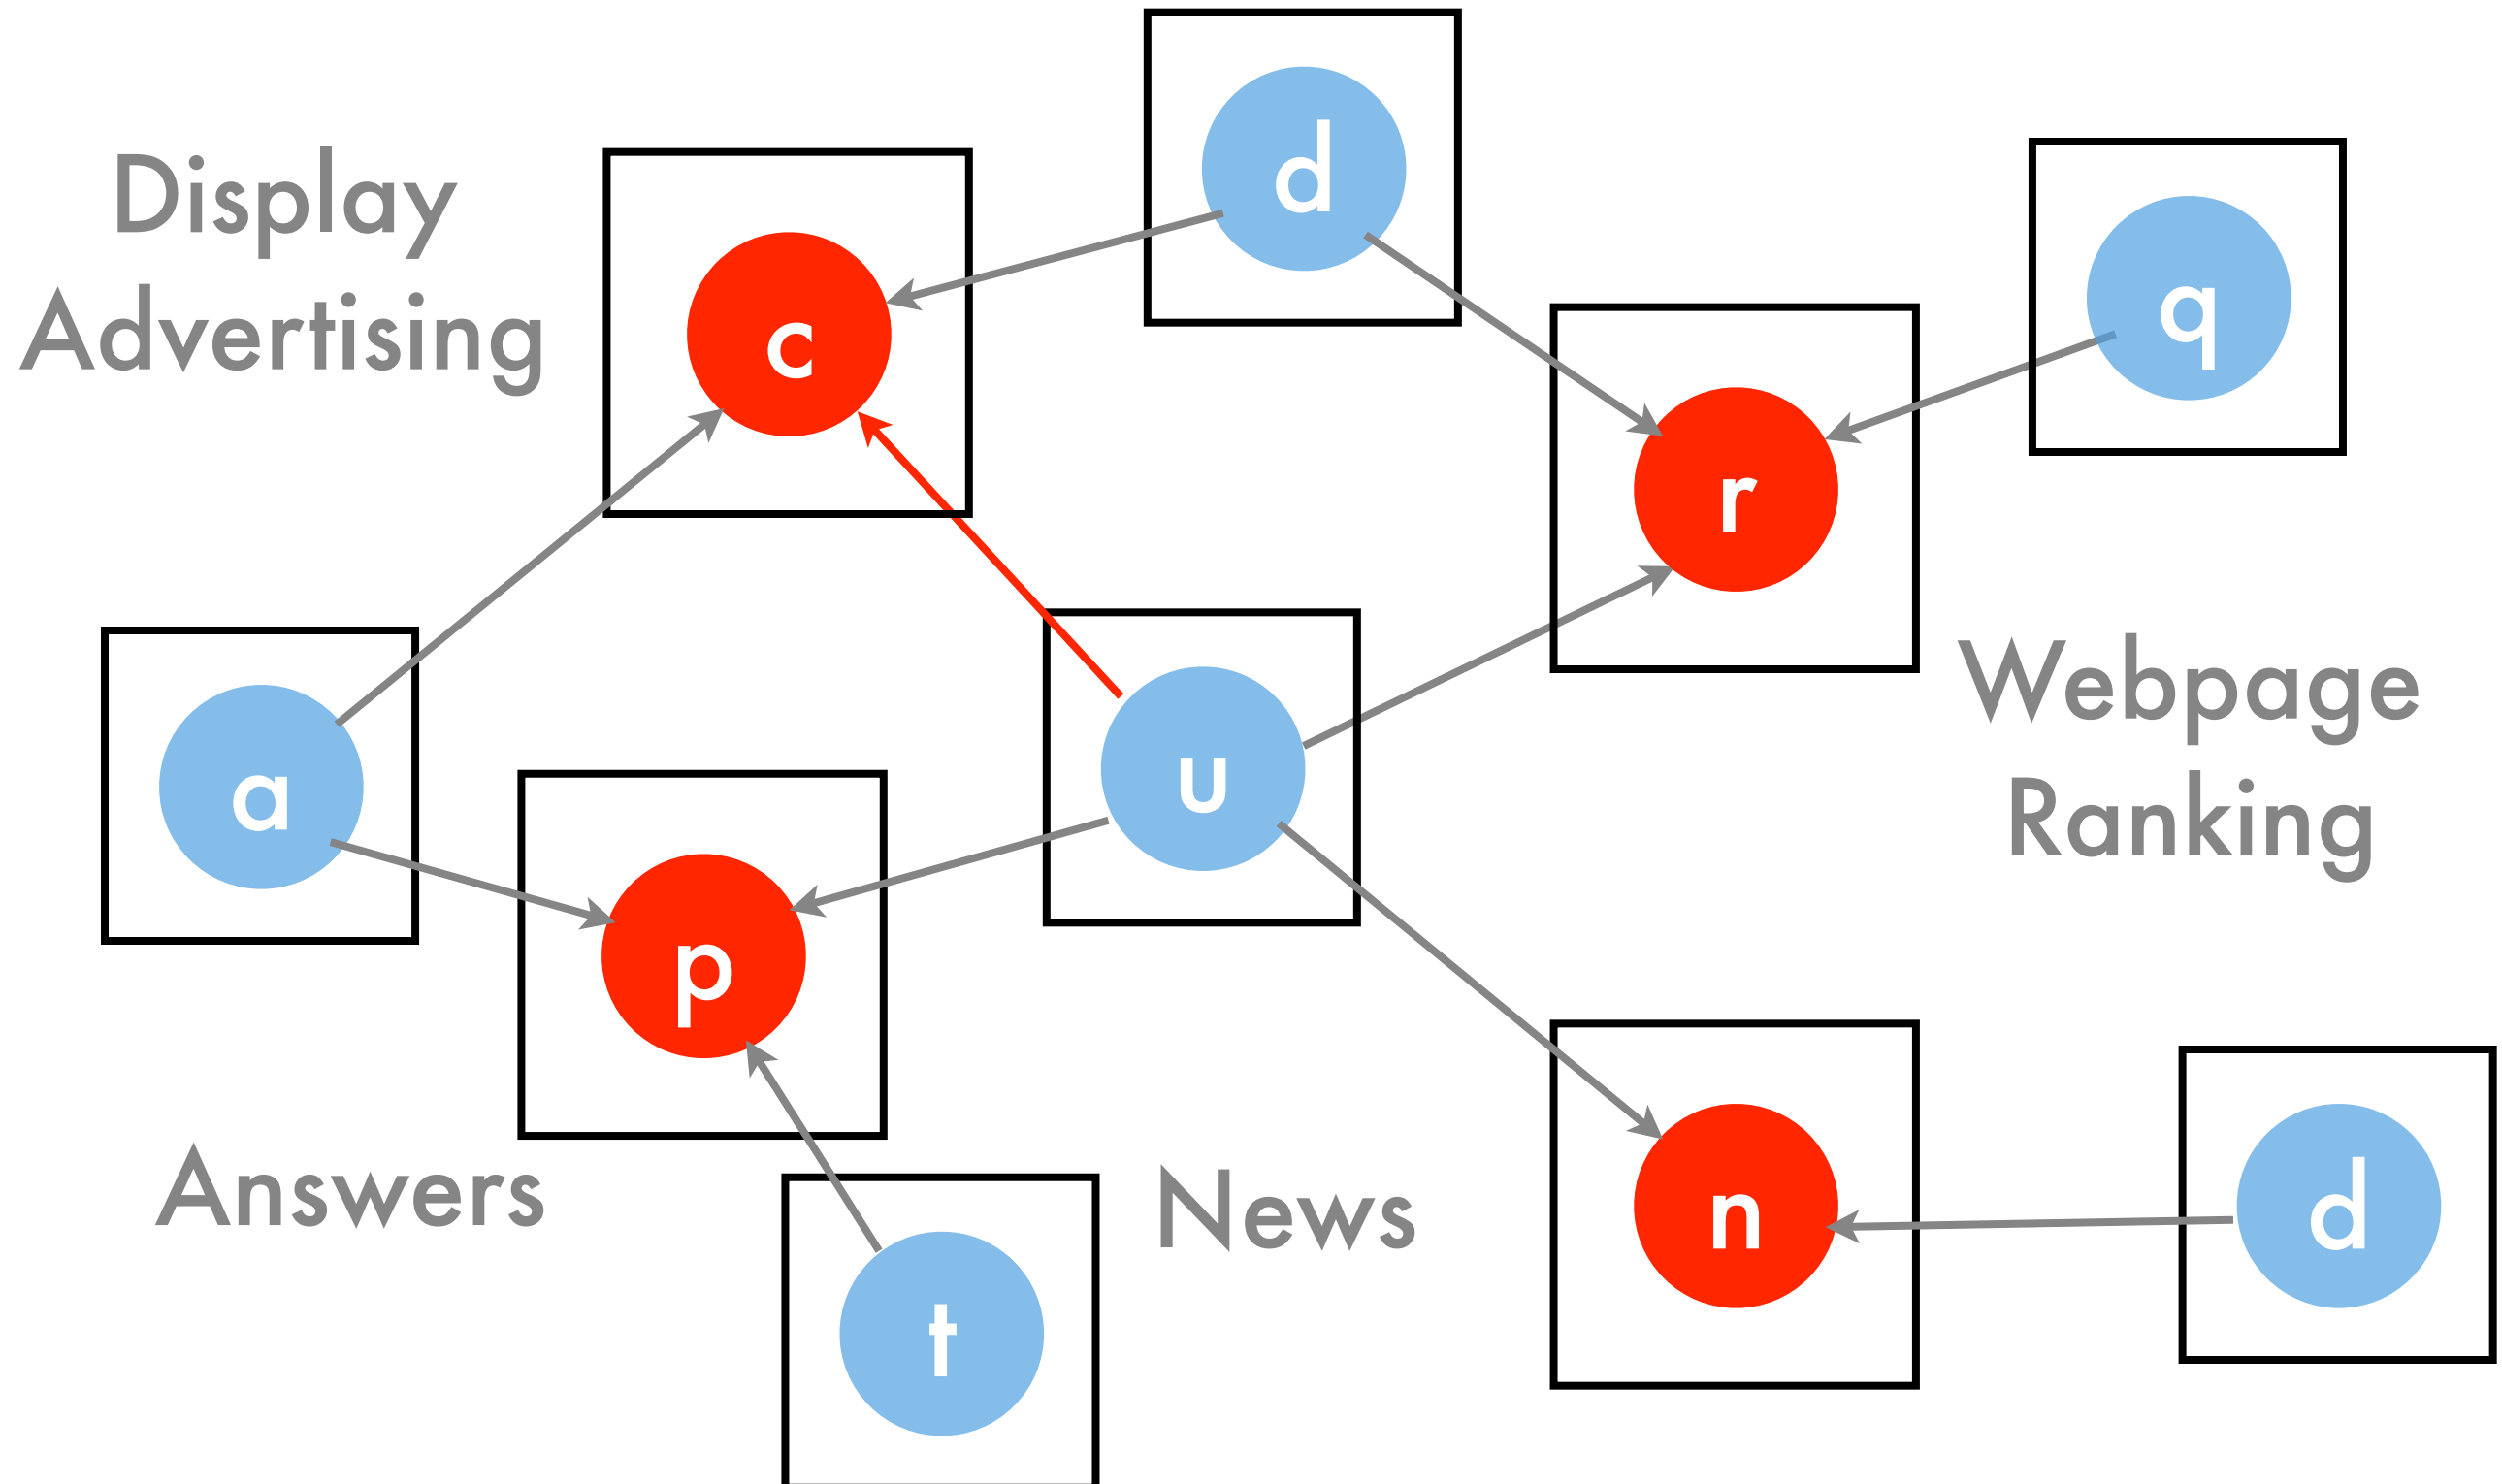 d
Display
Advertising
c
q
r
a
u
Webpage
Ranking
p
Answers
News
n
d
t